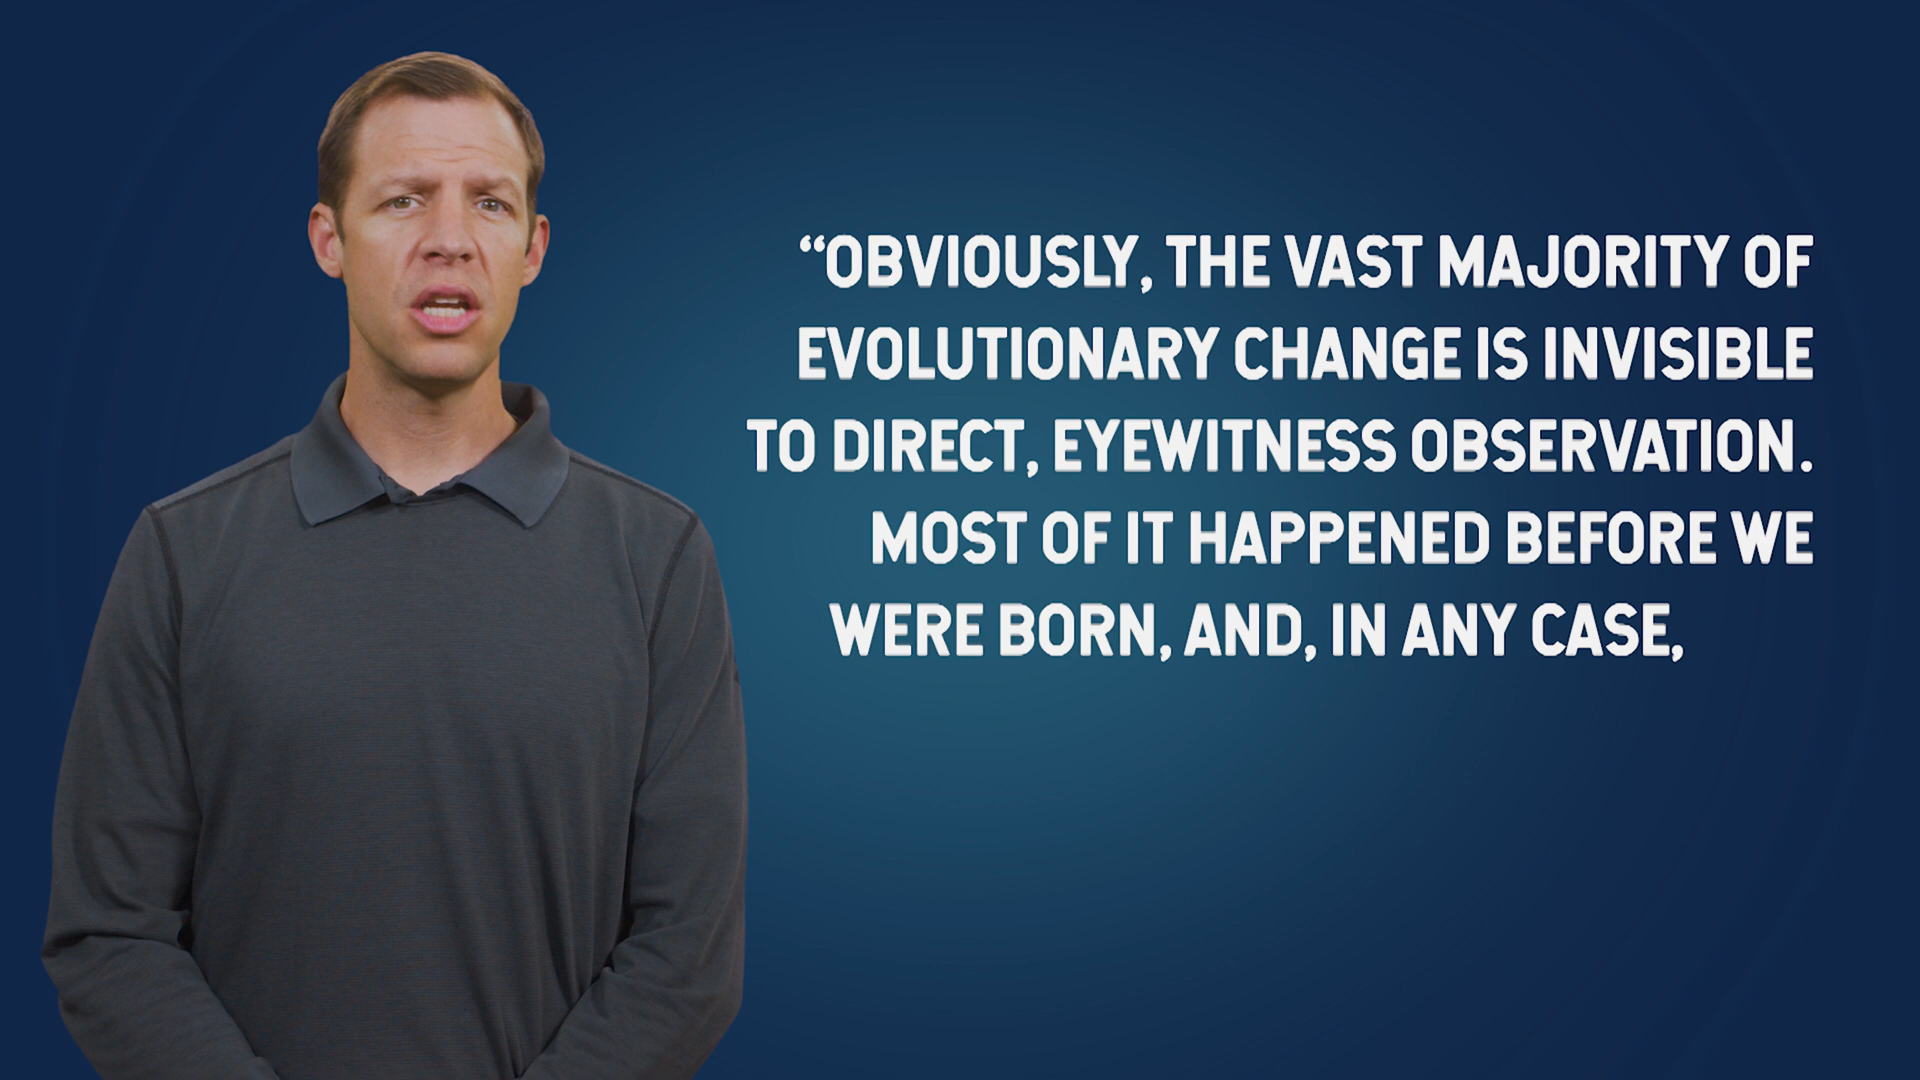 “OBVIOUSLY, THE VAST MAJORITY OF
EVOLUTIONARY CHANGE IS INVISIBLE
TO DIRECT, EYEWITNESS OBSERVATION.
MOST OF IT HAPPENED BEFORE WE
WERE BORN, AND, IN ANY CASE,